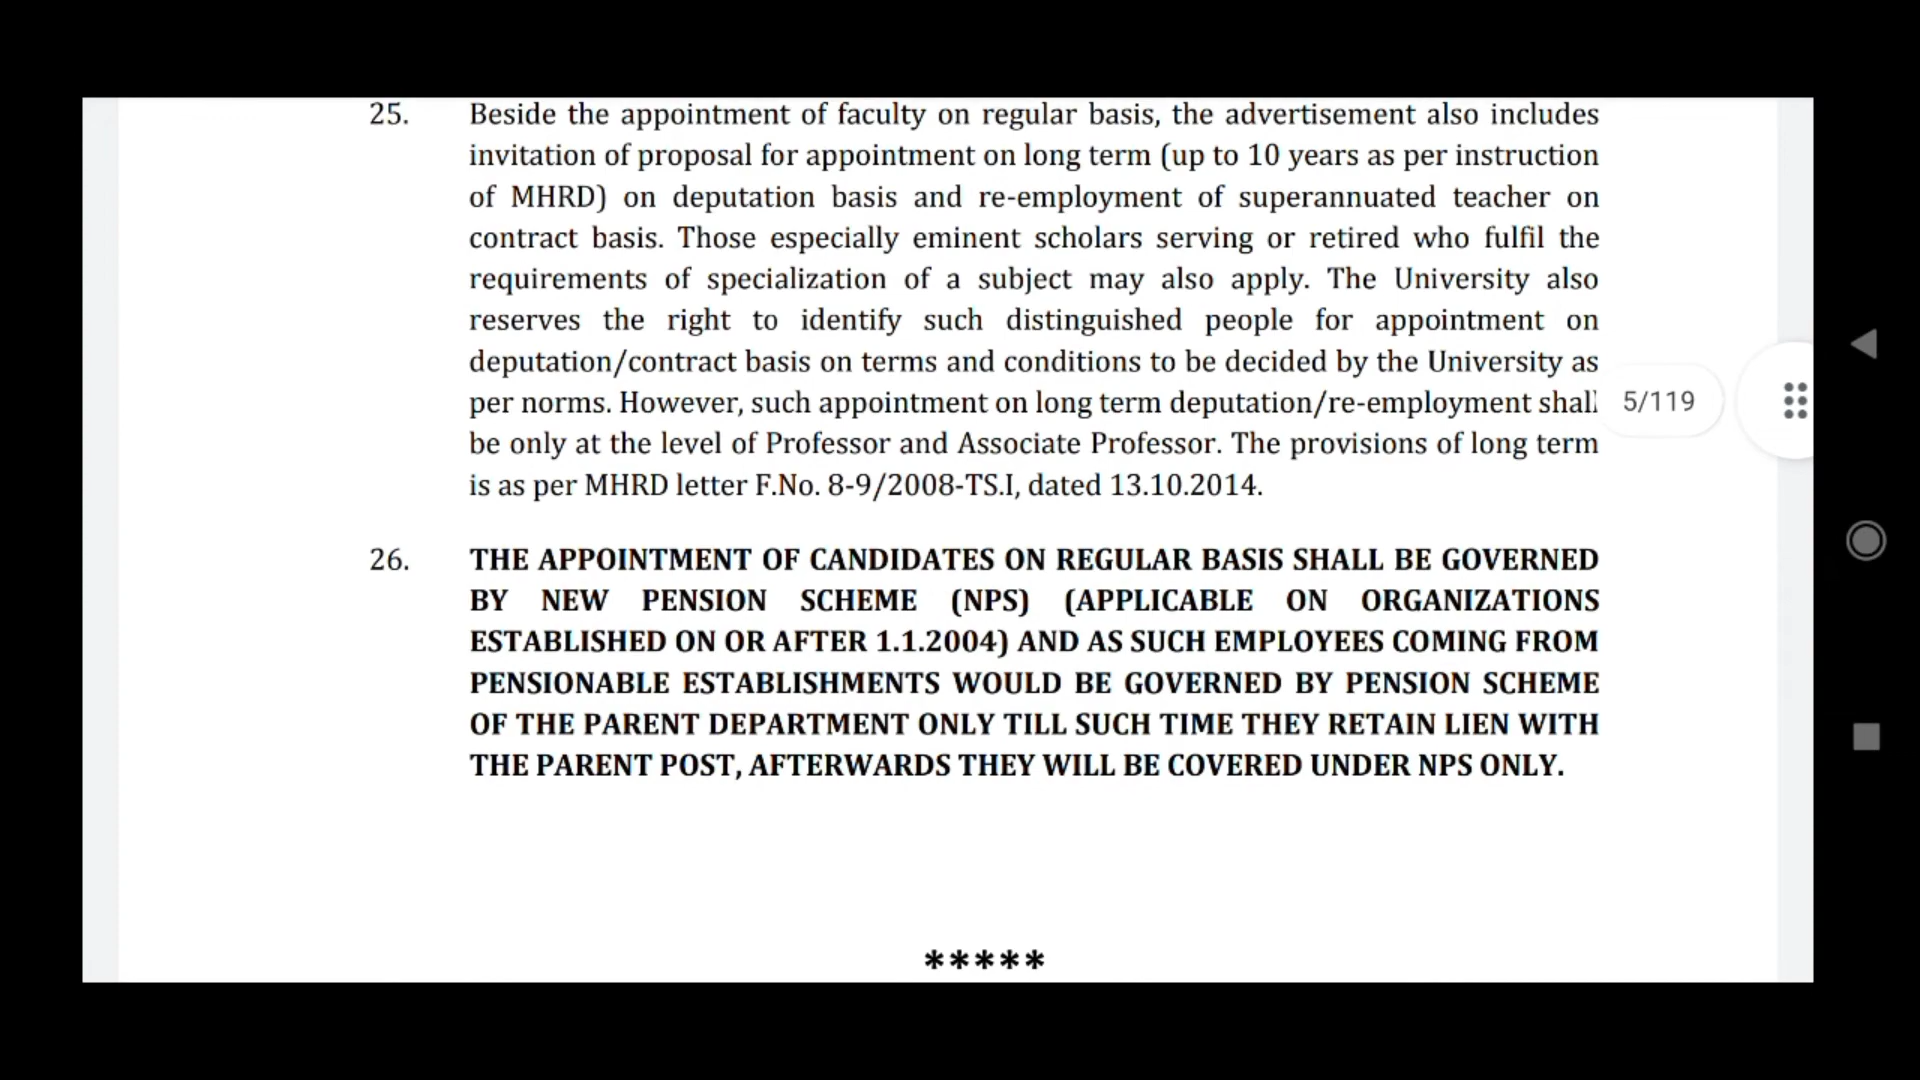 25. Beside the appointment of faculty on regular basis, the advertisement also includes
invitation of proposal for appointment on long term (up to 10 years as per instruction
of MHRD) on deputation basis and re-employment of superannuated teacher on
contract basis. Those especially eminent scholars serving or retired who fulfil the
requirements of specialization of a subject may also apply. The University also
reserves the right to identify such distinguished people for appointment on
deputation/contract basis on terms and conditions to be decided by the University as
per norms. However, such appointment on long term deputation/re-employment shall
5/119
be only at the level of Professor and Associate Professor. The provisions of long term
is as per MHRD letter F.No. 8-9/2008-TS.I, dated 13.10.2014.
26. THE APPOINTMENT OF CANDIDATES ON REGULAR BASIS SHALL BE GOVERNED
BY NEW PENSION SCHEME (NPS) (APPLICABLE ON ORGANIZATIONS
ESTABLISHED ON OR AFTER 1.1.2004) AND AS SUCH EMPLOYEES COMING FROM
PENSIONABLE ESTABLISHMENTS WOULD BE GOVERNED BY PENSION SCHEME
OF THE PARENT DEPARTMENT ONLY TILL SUCH TIME THEY RETAIN LIEN WITH
THE PARENT POST, AFTERWARDS THEY WILL BE COVERED UNDER NPS ONLY.
*****